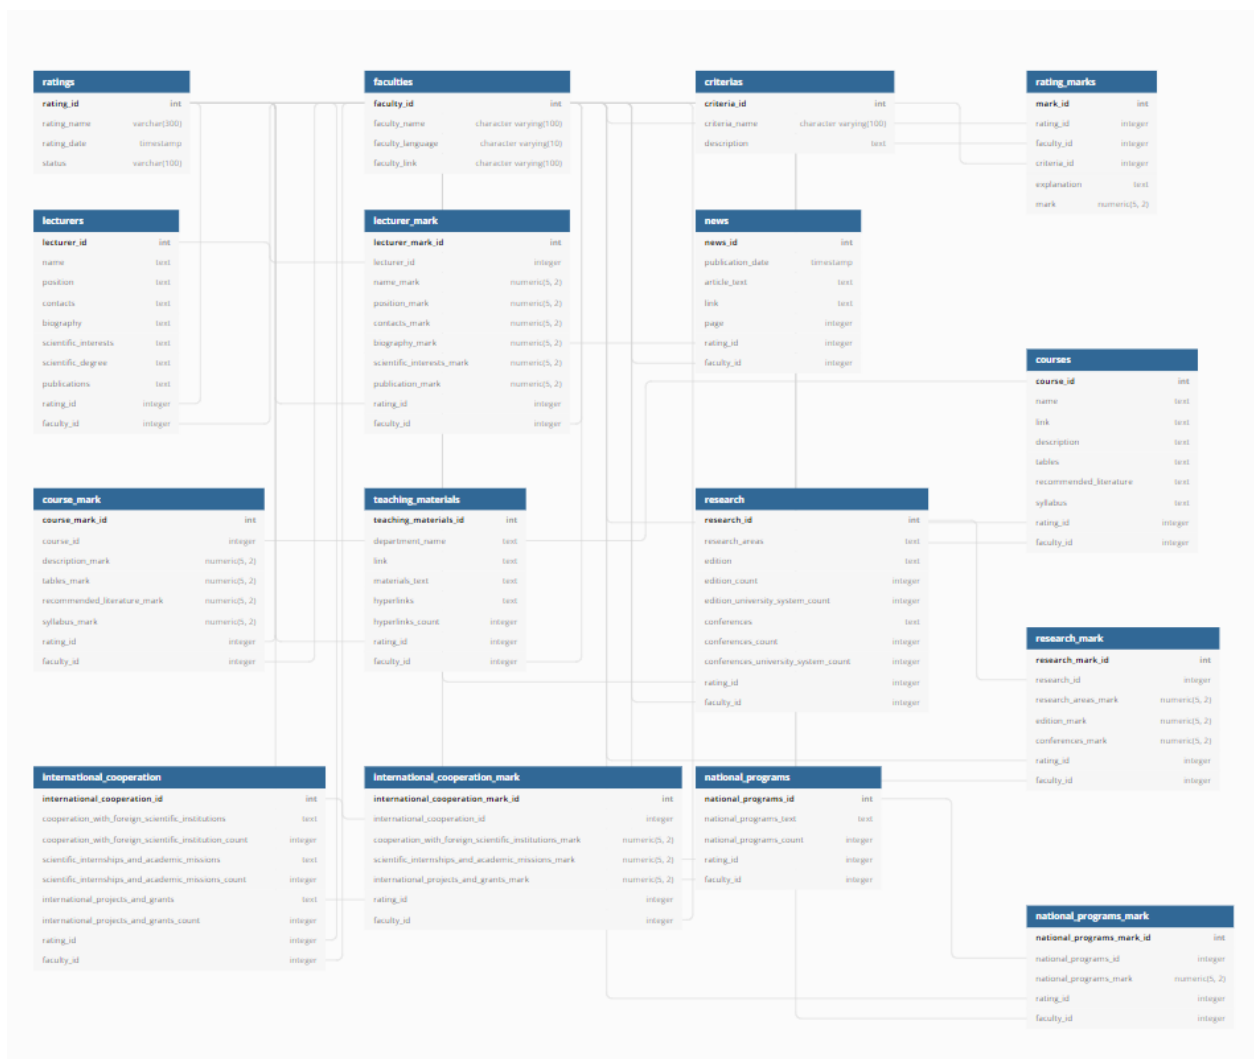 ratings
rating_id int
rating_name varchar(300)
rating_date timestamp
status varchar(100)
faculties
faculty_id int
faculty_name character varying(100)
faculty_language character varying(10)
faculty_link character varying(100)
criterias
criteria_id int
criteria_name character varying(100)
description text
rating_marks
mark_id int
rating_id integer
faculty_id integer
criteria_id integer
explanation text
mark numeric(5, 2)
lecturers
lecturer_id int
name text
position text
contacts text
biography text
scientific_interests text
scientific_degree text
publications text
rating_id integer
faculty_id integer
lecturer_mark
lecturer_mark_id int
lecturer_id integer
name_mark numeric(5, 2)
position_mark numeric(5, 2)
contacts_mark numeric(5, 2)
biography_mark numeric(5, 2)
scientific_interests_mark numeric(5, 2)
publication_mark numeric(5, 2)
rating_id integer
faculty_id integer
news
news_id int
publication_date timestamp
article_text text
link text
page integer
rating_id integer
faculty_id integer
courses
course_id int
name text
link text
description text
tables text
recommended_literature text
syllabus text
rating_id integer
faculty_id integer
course_mark
course_mark_id int
course_id integer
description_mark numeric(5, 2)
tables_mark numeric(5, 2)
recommended_literature_mark numeric(5, 2)
syllabus_mark numeric(5, 2)
rating_id integer
faculty_id integer
teaching_materials
teaching_materials_id int
department_name text
link text
materials_text text
hyperlinks text
hyperlinks_count integer
rating_id integer
faculty_id integer
research
research_id int
research_areas text
edition text
edition_count integer
edition_university_system_count integer
conferences text
conferences_count integer
conferences_university_system_count integer
rating_id integer
faculty_id integer
research_mark
research_mark_id int
research_id integer
research_areas_mark numeric(5, 2)
edition_mark numeric(5, 2)
conferences_mark numeric(5, 2)
rating_id integer
faculty_id integer
international_cooperation
international_cooperation_id int
cooperation_with_foreign_scientific_institutions text
cooperation_with_foreign_scientific_institution_count integer
scientific_internships_and_academic_missions text
scientific_internships_and_academic_missions_count integer
international_projects_and_grants text
international_projects_and_grants_count integer
rating_id integer
faculty_id integer
international_cooperation_mark
international_cooperation_mark_id int
international_cooperation_id integer
cooperation_with_foreign_scientific_institutions_mark numeric(5, 2)
scientific_internships_and_academic_missions_mark numeric(5, 2)
international_projects_and_grants_mark numeric(5, 2)
rating_id integer
faculty_id integer
national_programs
national_programs_id int
national_programs_text text
national_programs_count integer
rating_id integer
faculty_id integer
national_programs_mark
national_programs_mark_id int
national_programs_id integer
national_programs_mark numeric(5, 2)
rating_id integer
faculty_id integer